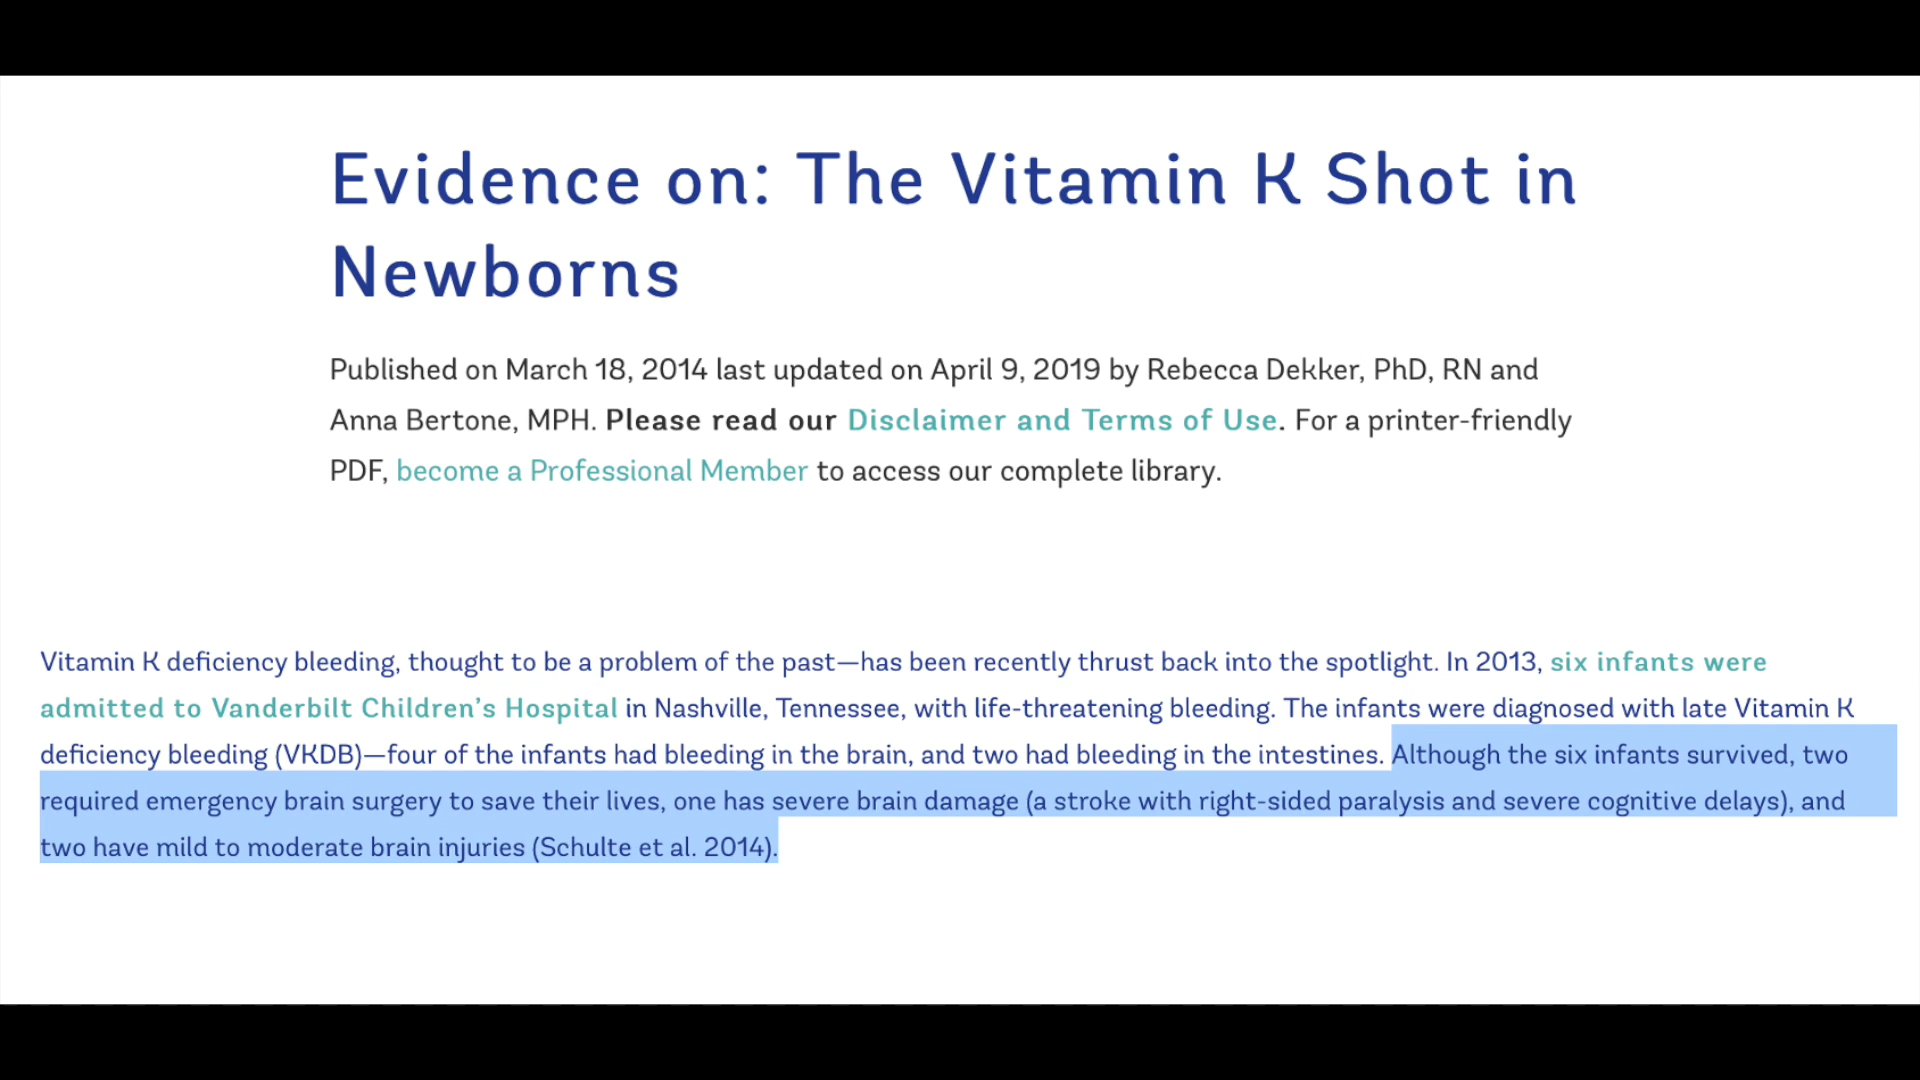 Evidence on: The Vitamin K Shot in
Newborns
Published on March 18, 2014 last updated on April 9, 2019 by Rebecca Dekker, PhD, RN and
Anna Bertone, MPH. Please read our Disclaimer and Terms of Use. For a printer-friendly
PDF, become a Professional Member to access our complete library.
Vitamin K deficiency bleeding, thought to be a problem of the past—has been recently thrust back into the spotlight. In 2013, six infants were
admitted to Vanderbilt Children’s Hospital in Nashville, Tennessee, with life-threatening bleeding. The infants were diagnosed with late Vitamin K
deficiency bleeding (VKDB)—four of the infants had bleeding in the brain, and two had bleeding in the intestines. Although the six infants survived, two
required emergency brain surgery to save their lives, one has severe brain damage (a stroke with right-sided paralysis and severe cognitive delays), and
two have mild to moderate brain injuries (Schulte et al. 2014).